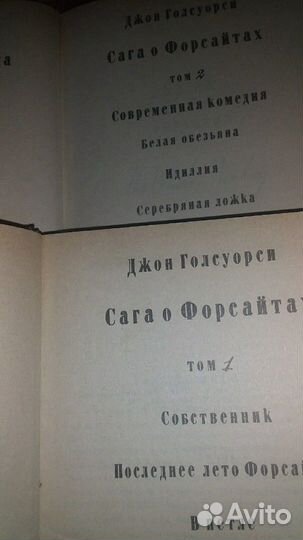 Джон Голсуорси
Сага о Форсайтах
том 2
Современная комедия
Белая обезьяна
Идиллия
Серебряная ложка
а
Джон Голсуорси
Сага о Форсайтах
том 1
Собственник
Последнее лето Форсай
Avito